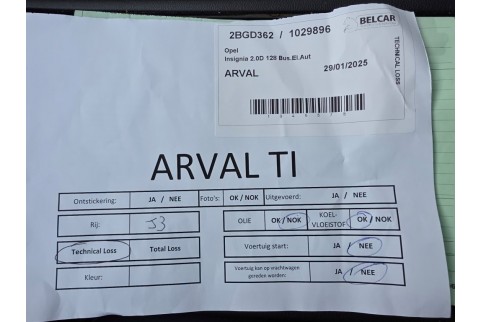 BELCAR
2BGD362 / 1029896
Opel
Insignia 2.0D 128 Bus.El.Aut
ARVAL 29/01/2025
TECHNICAL LOSS
ARVAL TI
Ontstickering: JA / NEE Foto's: OK / NOK Uitgevoerd: JA / NEE
Rij: J3 OLIE OK / NOK KOEL-VLOEISTOF OK / NOK
Technical Loss Total Loss Voertuig start: JA / NEE
Kleur: Voertuig kan op vrachtwagen gereden worden: JA / NEE